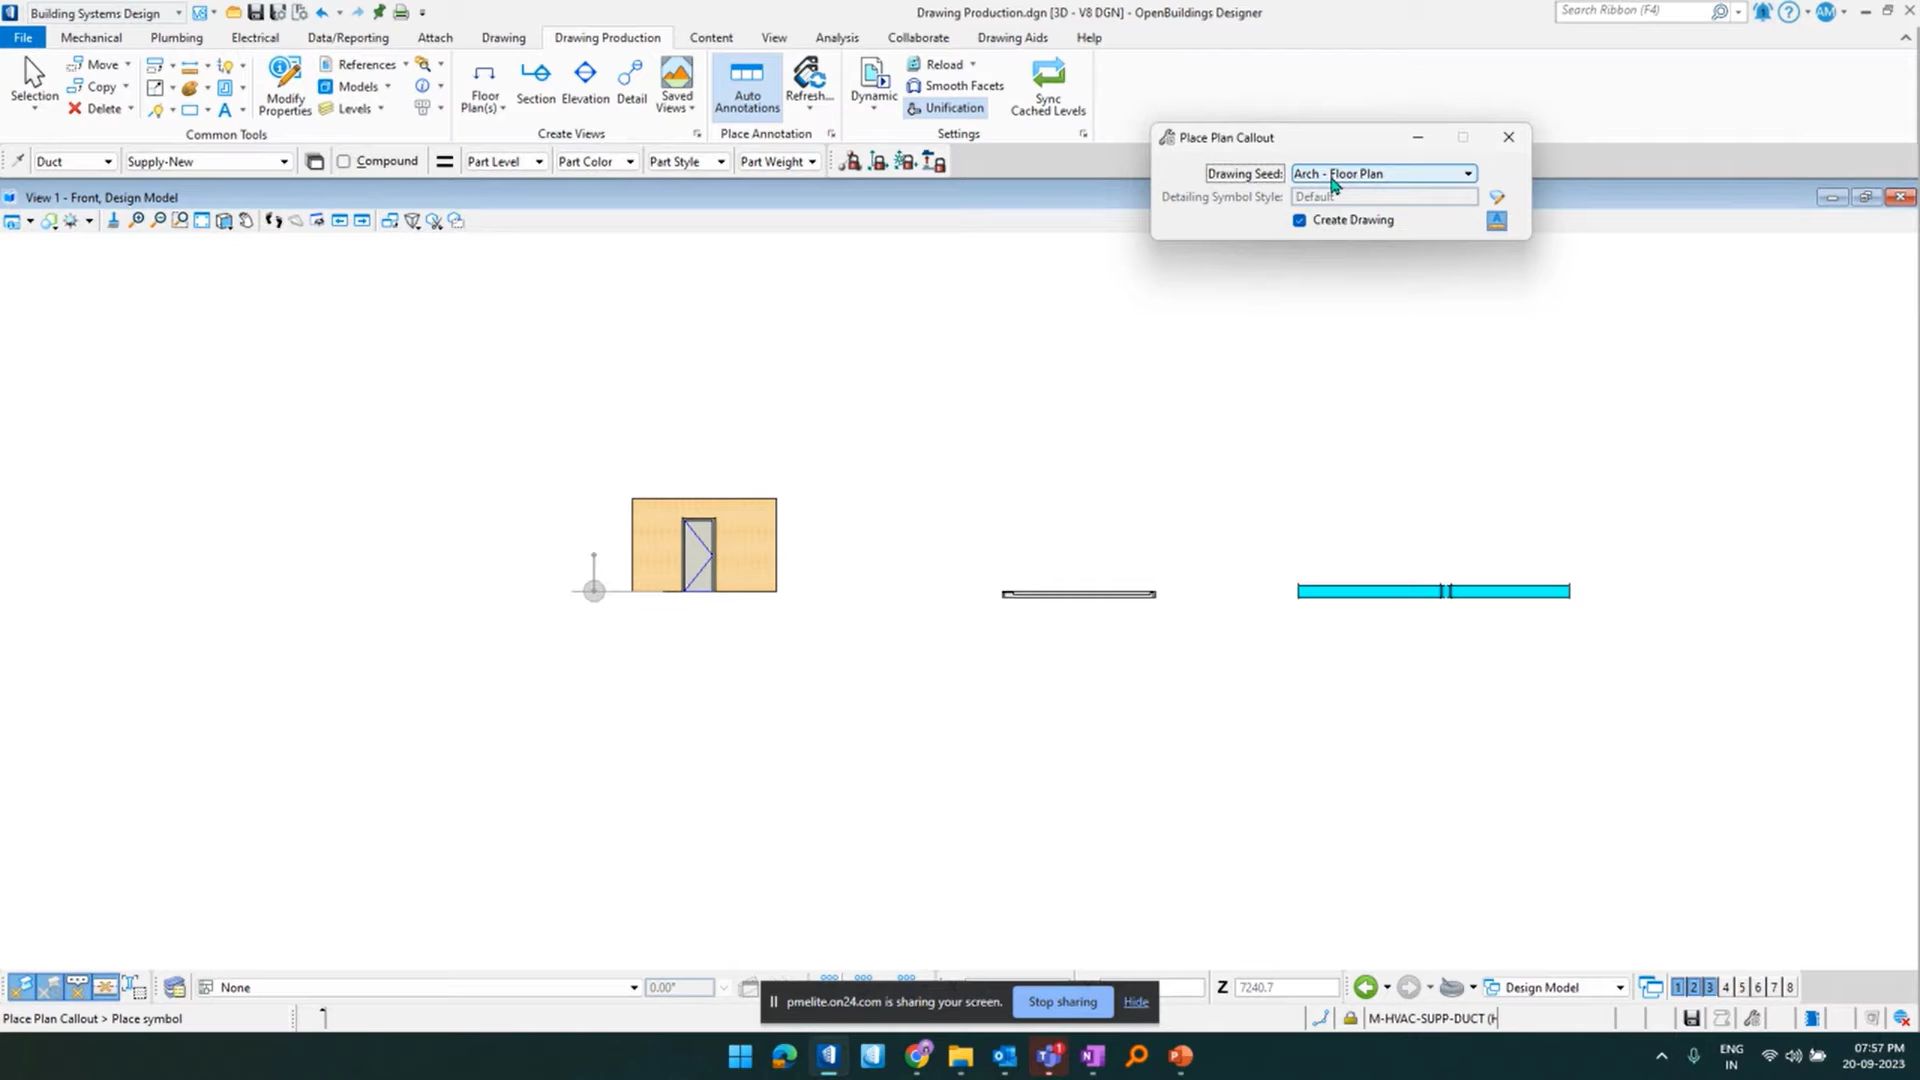 Building Systems Design
Drawing Production.dgn [3D - V8 DGN] - OpenBuildings Designer
Search Ribbon (F4)
AM
File Mechanical Plumbing Electrical Data/Reporting Attach Drawing Drawing Production Content View Analysis Collaborate Drawing Aids Help
Selection
Move
Copy
Delete
Modify
Properties
References
Models
Levels
Common Tools
Floor
Plan(s)
Section
Elevation
Detail
Saved
Views
Create Views
Auto
Annotations
Refresh...
Place Annotation
Dynamic
Reload
Smooth Facets
Unification
Sync
Cached Levels
Settings
Duct Supply-New Compound Part Level Part Color Part Style Part Weight
Place Plan Callout
Drawing Seed: Arch - Floor Plan
Detailing Symbol Style: Default
Create Drawing
View 1 - Front, Design Model
None 0.00° Z 7240.7 Design Model 1 2 3 4 5 6 7 8
pmelite.on24.com is sharing your screen. Stop sharing Hide
Place Plan Callout > Place symbol
M-HVAC-SUPP-DUCT (H
ENG
IN
07:57 PM
20-09-2023